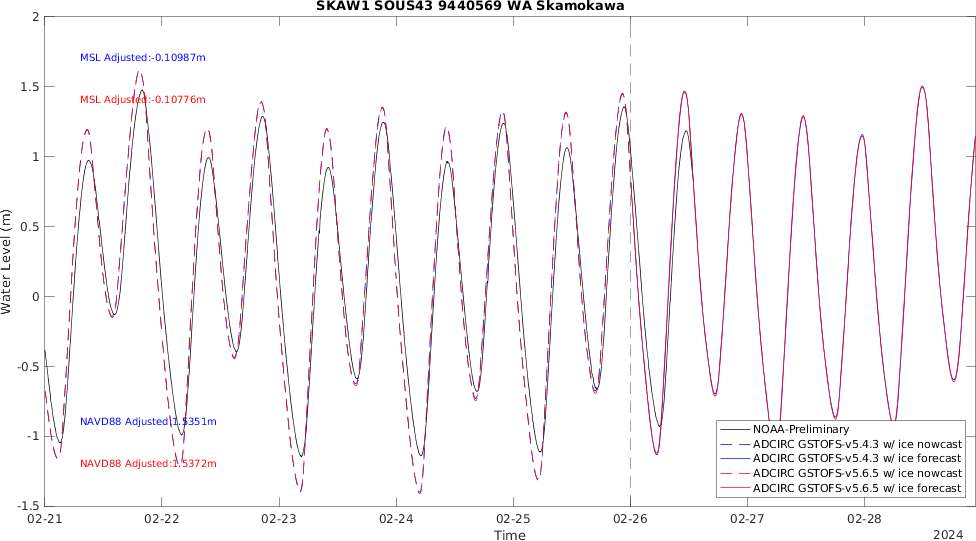 SKAW1 SOUS43 9440569 WA Skamokawa
2
MSL Adjusted:-0.10987m
1.5
MSL Adjusted:-0.10776m
1
0.5
Water Level (m)
0
-0.5
NAVD88 Adjusted:1.5351m
-1
NAVD88 Adjusted:1.5372m
-1.5
NOAA-Preliminary
ADCIRC GSTOFS-v5.4.3 w/ ice nowcast
ADCIRC GSTOFS-v5.4.3 w/ ice forecast
ADCIRC GSTOFS-v5.6.5 w/ ice nowcast
ADCIRC GSTOFS-v5.6.5 w/ ice forecast
02-21 02-22 02-23 02-24 02-25 02-26 02-27 02-28
Time
2024